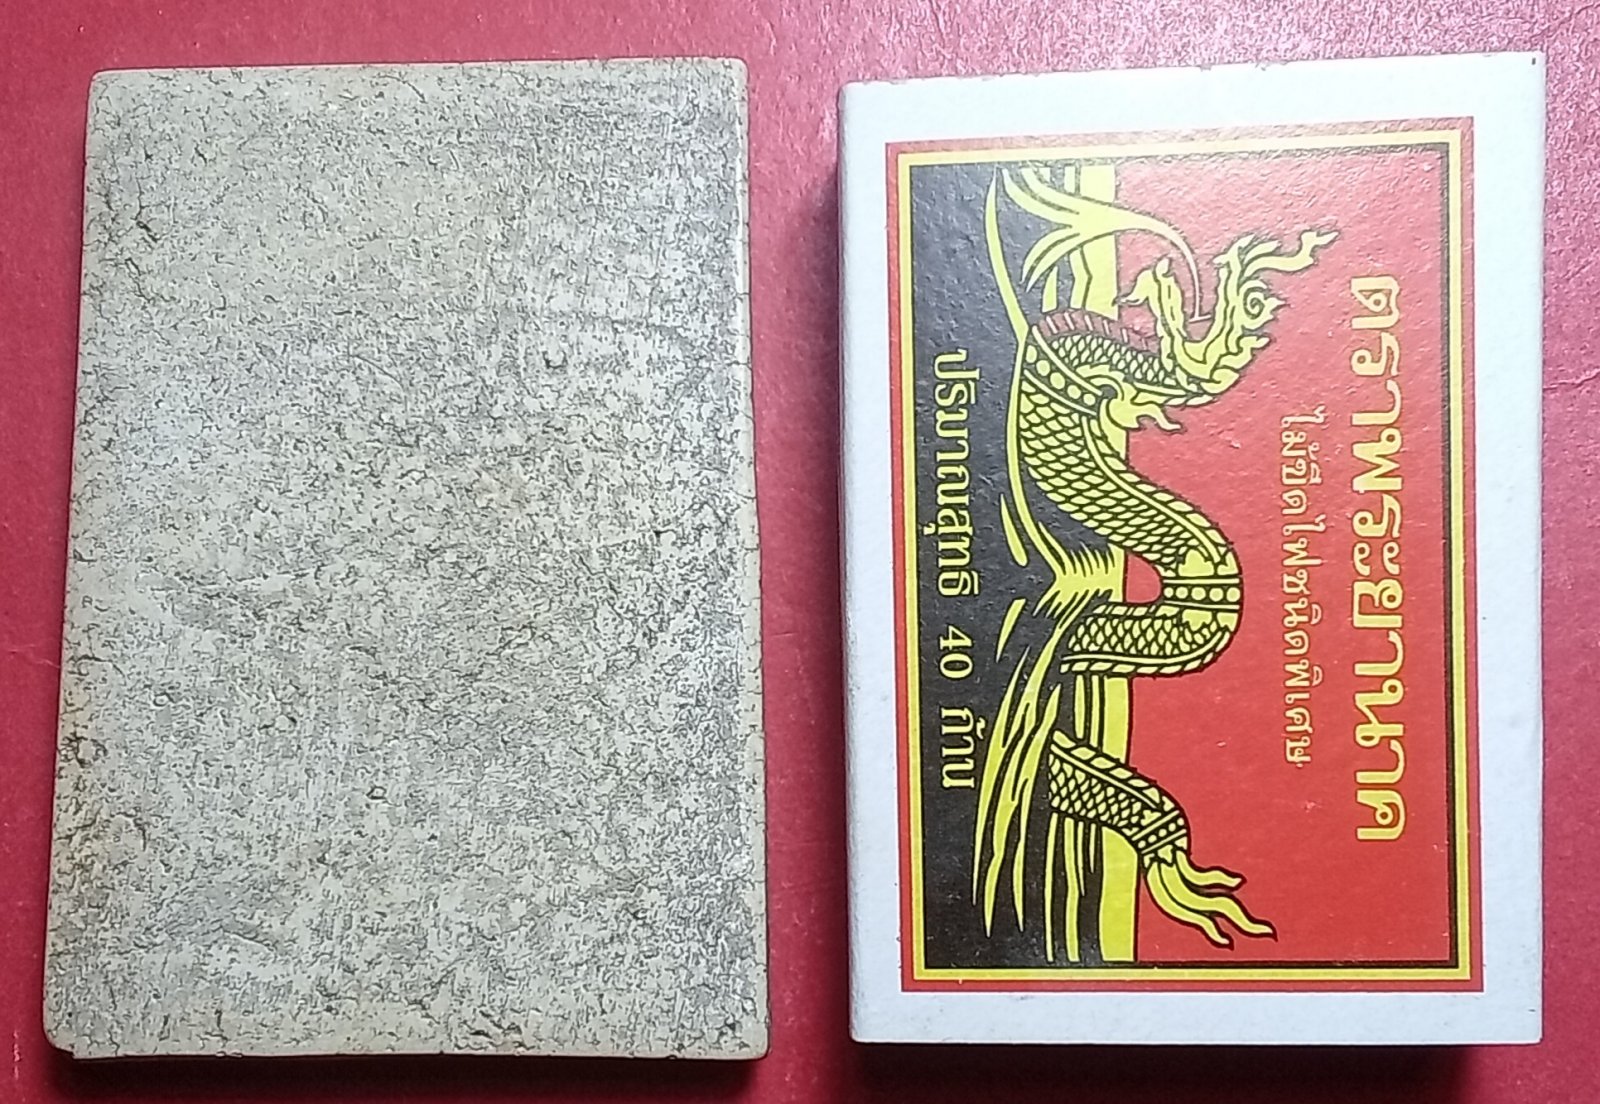 ตราพระยานาค
ไม้ขีดไฟชนิดพิเศษ
ปริมาณสุทธิ 40 ก้าน